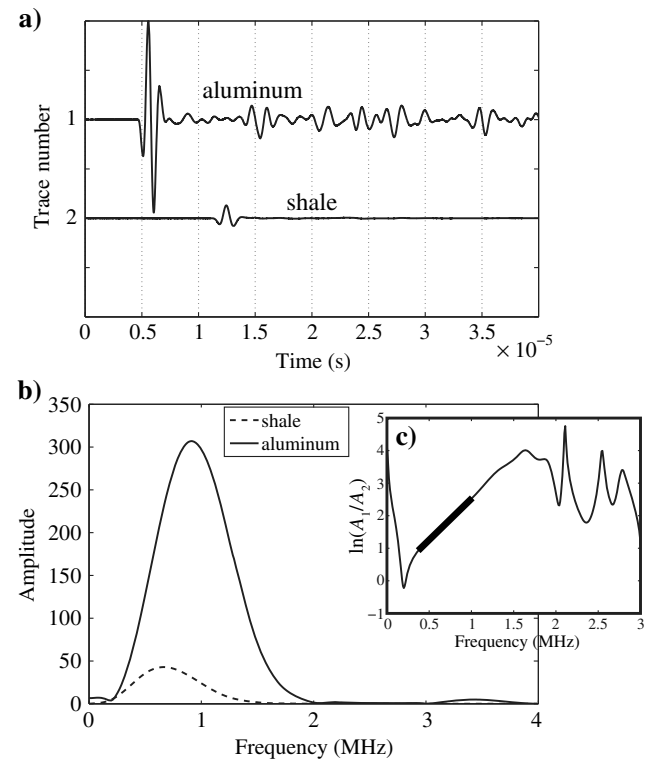 a)
Trace number
1
2
aluminum
shale
0 0.5 1 1.5 2 2.5 3 3.5
× 10⁻⁵
Time (s)
b)
Amplitude
350
300
250
200
150
100
50
0
shale
aluminum
0 1 2 3 4
Frequency (MHz)
c)
ln(A₁/A₂)
5
4
3
2
1
0
−1
0 0.5 1 1.5 2 2.5 3
Frequency (MHz)